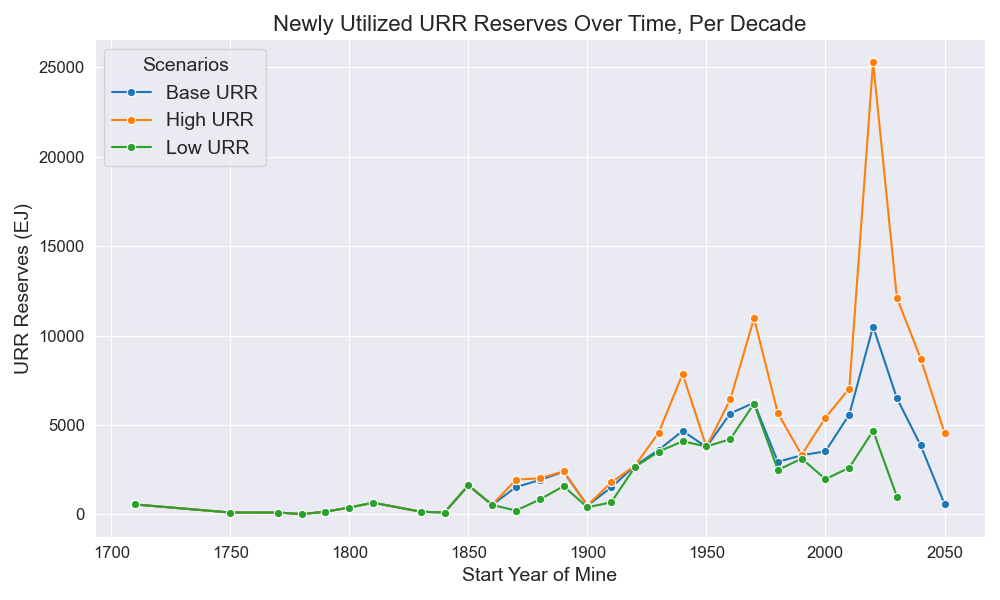 Newly Utilized URR Reserves Over Time, Per Decade
Scenarios
Base URR
High URR
Low URR
URR Reserves (EJ)
25000
20000
15000
10000
5000
0
1700 1750 1800 1850 1900 1950 2000 2050
Start Year of Mine